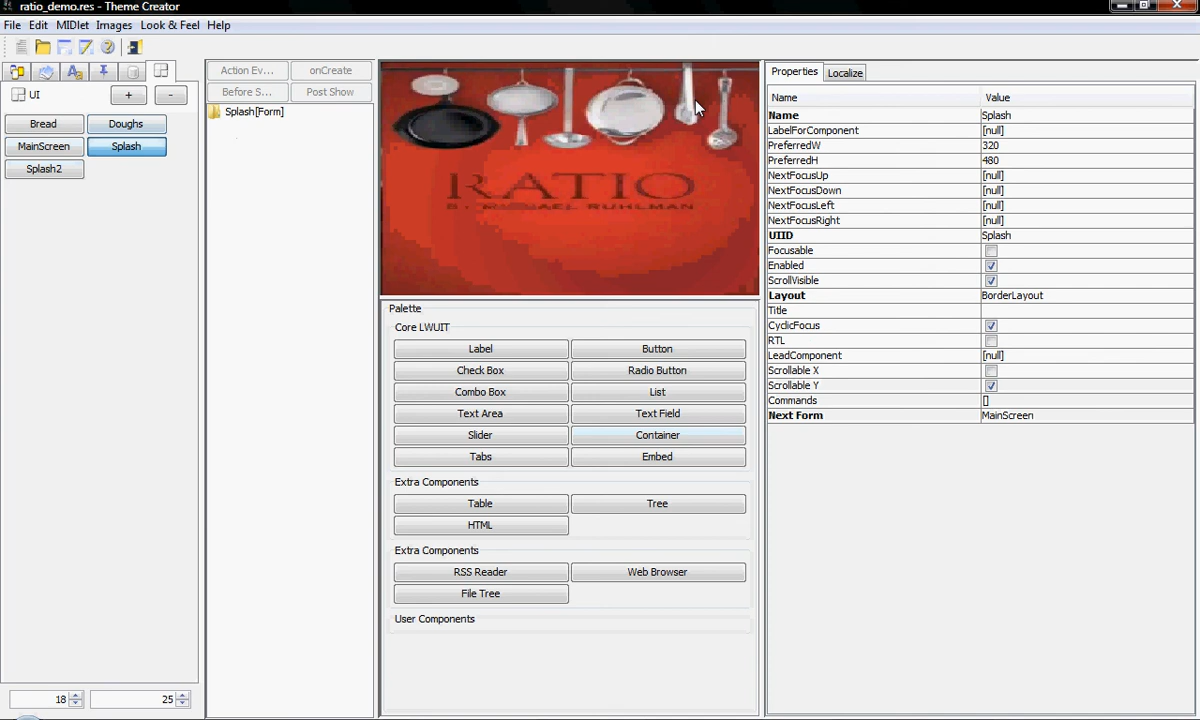 ratio_demo.res - Theme Creator
File Edit MIDlet Images Look & Feel Help
UI
+ -
Bread Doughs
MainScreen Splash
Splash2
18 25
Action Ev... onCreate
Before S... Post Show
Splash[Form]
RATIO
Palette
Core LWUIT
Label Button
Check Box Radio Button
Combo Box List
Text Area Text Field
Slider Container
Tabs Embed
Extra Components
Table Tree
HTML
Extra Components
RSS Reader Web Browser
File Tree
User Components
Properties Localize
Name Value
Name Splash
LabelForComponent [null]
PreferredW 320
PreferredH 480
NextFocusUp [null]
NextFocusDown [null]
NextFocusLeft [null]
NextFocusRight [null]
UIID Splash
Focusable
Enabled
ScrollVisible
Layout BorderLayout
Title
CyclicFocus
RTL
LeadComponent [null]
Scrollable X
Scrollable Y
Commands []
Next Form MainScreen